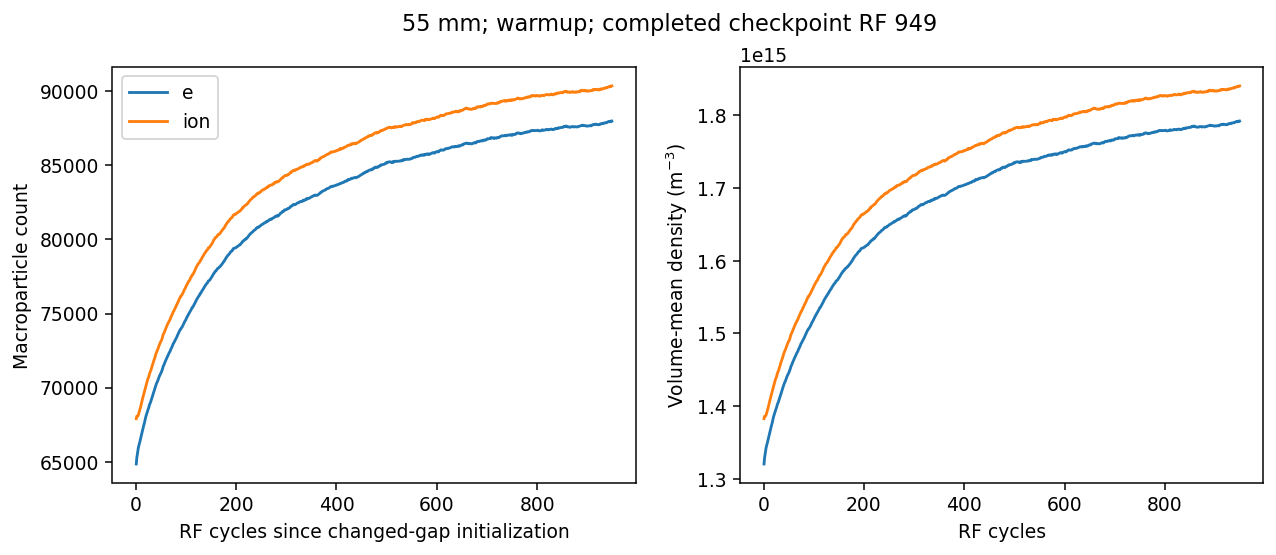 55 mm; warmup; completed checkpoint RF 949
Macroparticle count
90000
85000
80000
75000
70000
65000
e
ion
0 200 400 600 800
RF cycles since changed-gap initialization
1e15
Volume-mean density (m⁻³)
1.8
1.7
1.6
1.5
1.4
1.3
0 200 400 600 800
RF cycles